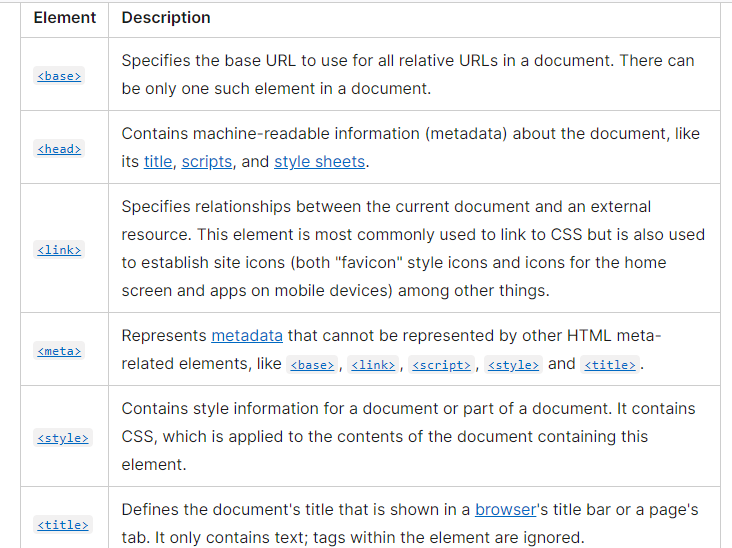 Element Description
<base> Specifies the base URL to use for all relative URLs in a document. There can
be only one such element in a document.
<head> Contains machine-readable information (metadata) about the document, like
its title, scripts, and style sheets.
<link> Specifies relationships between the current document and an external
resource. This element is most commonly used to link to CSS but is also used
to establish site icons (both "favicon" style icons and icons for the home
screen and apps on mobile devices) among other things.
<meta> Represents metadata that cannot be represented by other HTML meta-
related elements, like <base>, <link>, <script>, <style> and <title>.
<style> Contains style information for a document or part of a document. It contains
CSS, which is applied to the contents of the document containing this
element.
<title> Defines the document's title that is shown in a browser's title bar or a page's
tab. It only contains text; tags within the element are ignored.